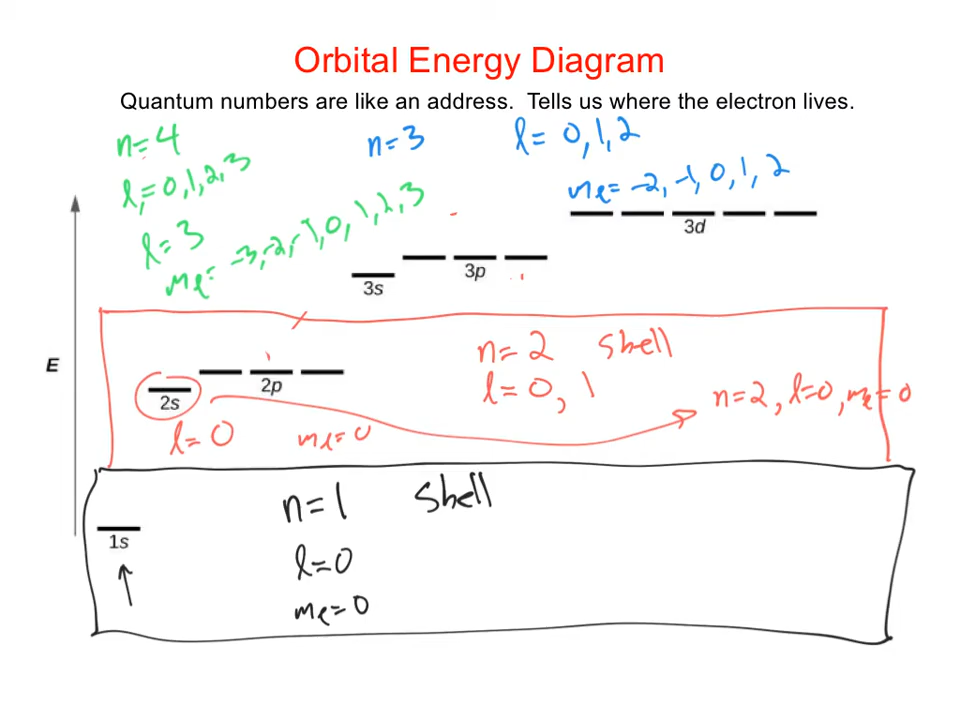 Orbital Energy Diagram
Quantum numbers are like an address.  Tells us where the electron lives.
n=4
l=0,1,2,3
l=3
ml= -3,-2,-1,0,1,2,3
n=3
l= 0,1,2
ml= -2,-1,0,1,2
3d
3s
3p
E
n=2 shell
l=0,1
2s
2p
n=2, l=0, ml=0
l=0 ml=0
n=1 shell
1s
l=0
ml=0